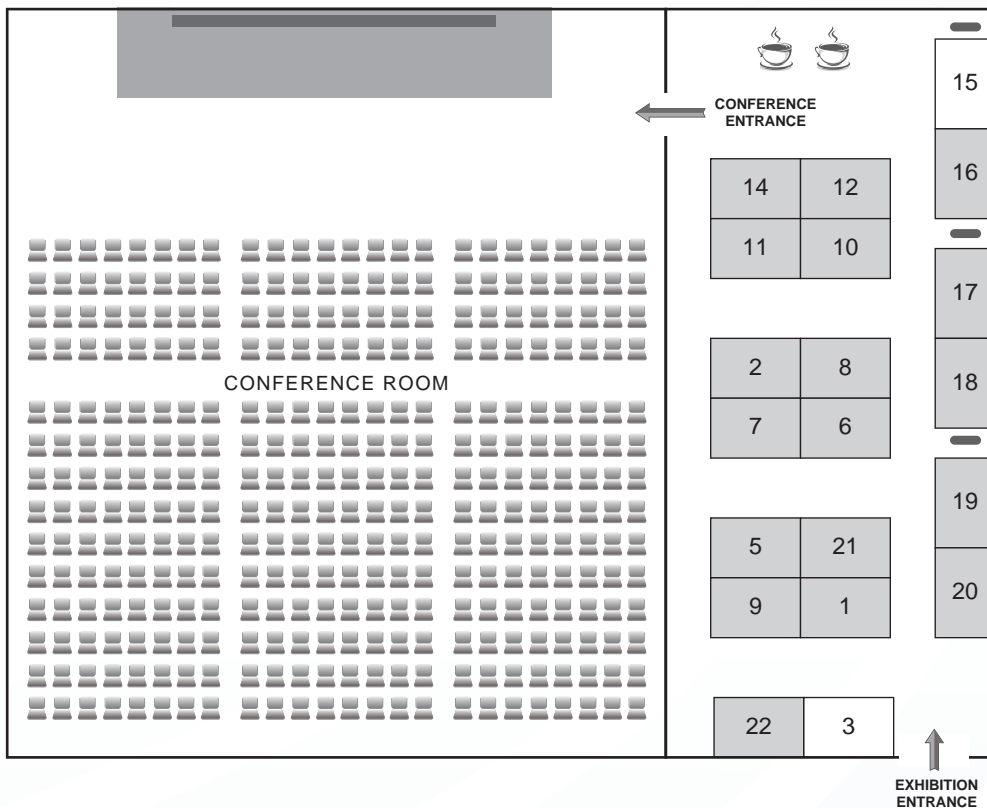 15
CONFERENCE
ENTRANCE
16
14 12
11 10
17
2 8
18
CONFERENCE ROOM
7 6
19
5 21
20
9 1
22 3
EXHIBITION
ENTRANCE